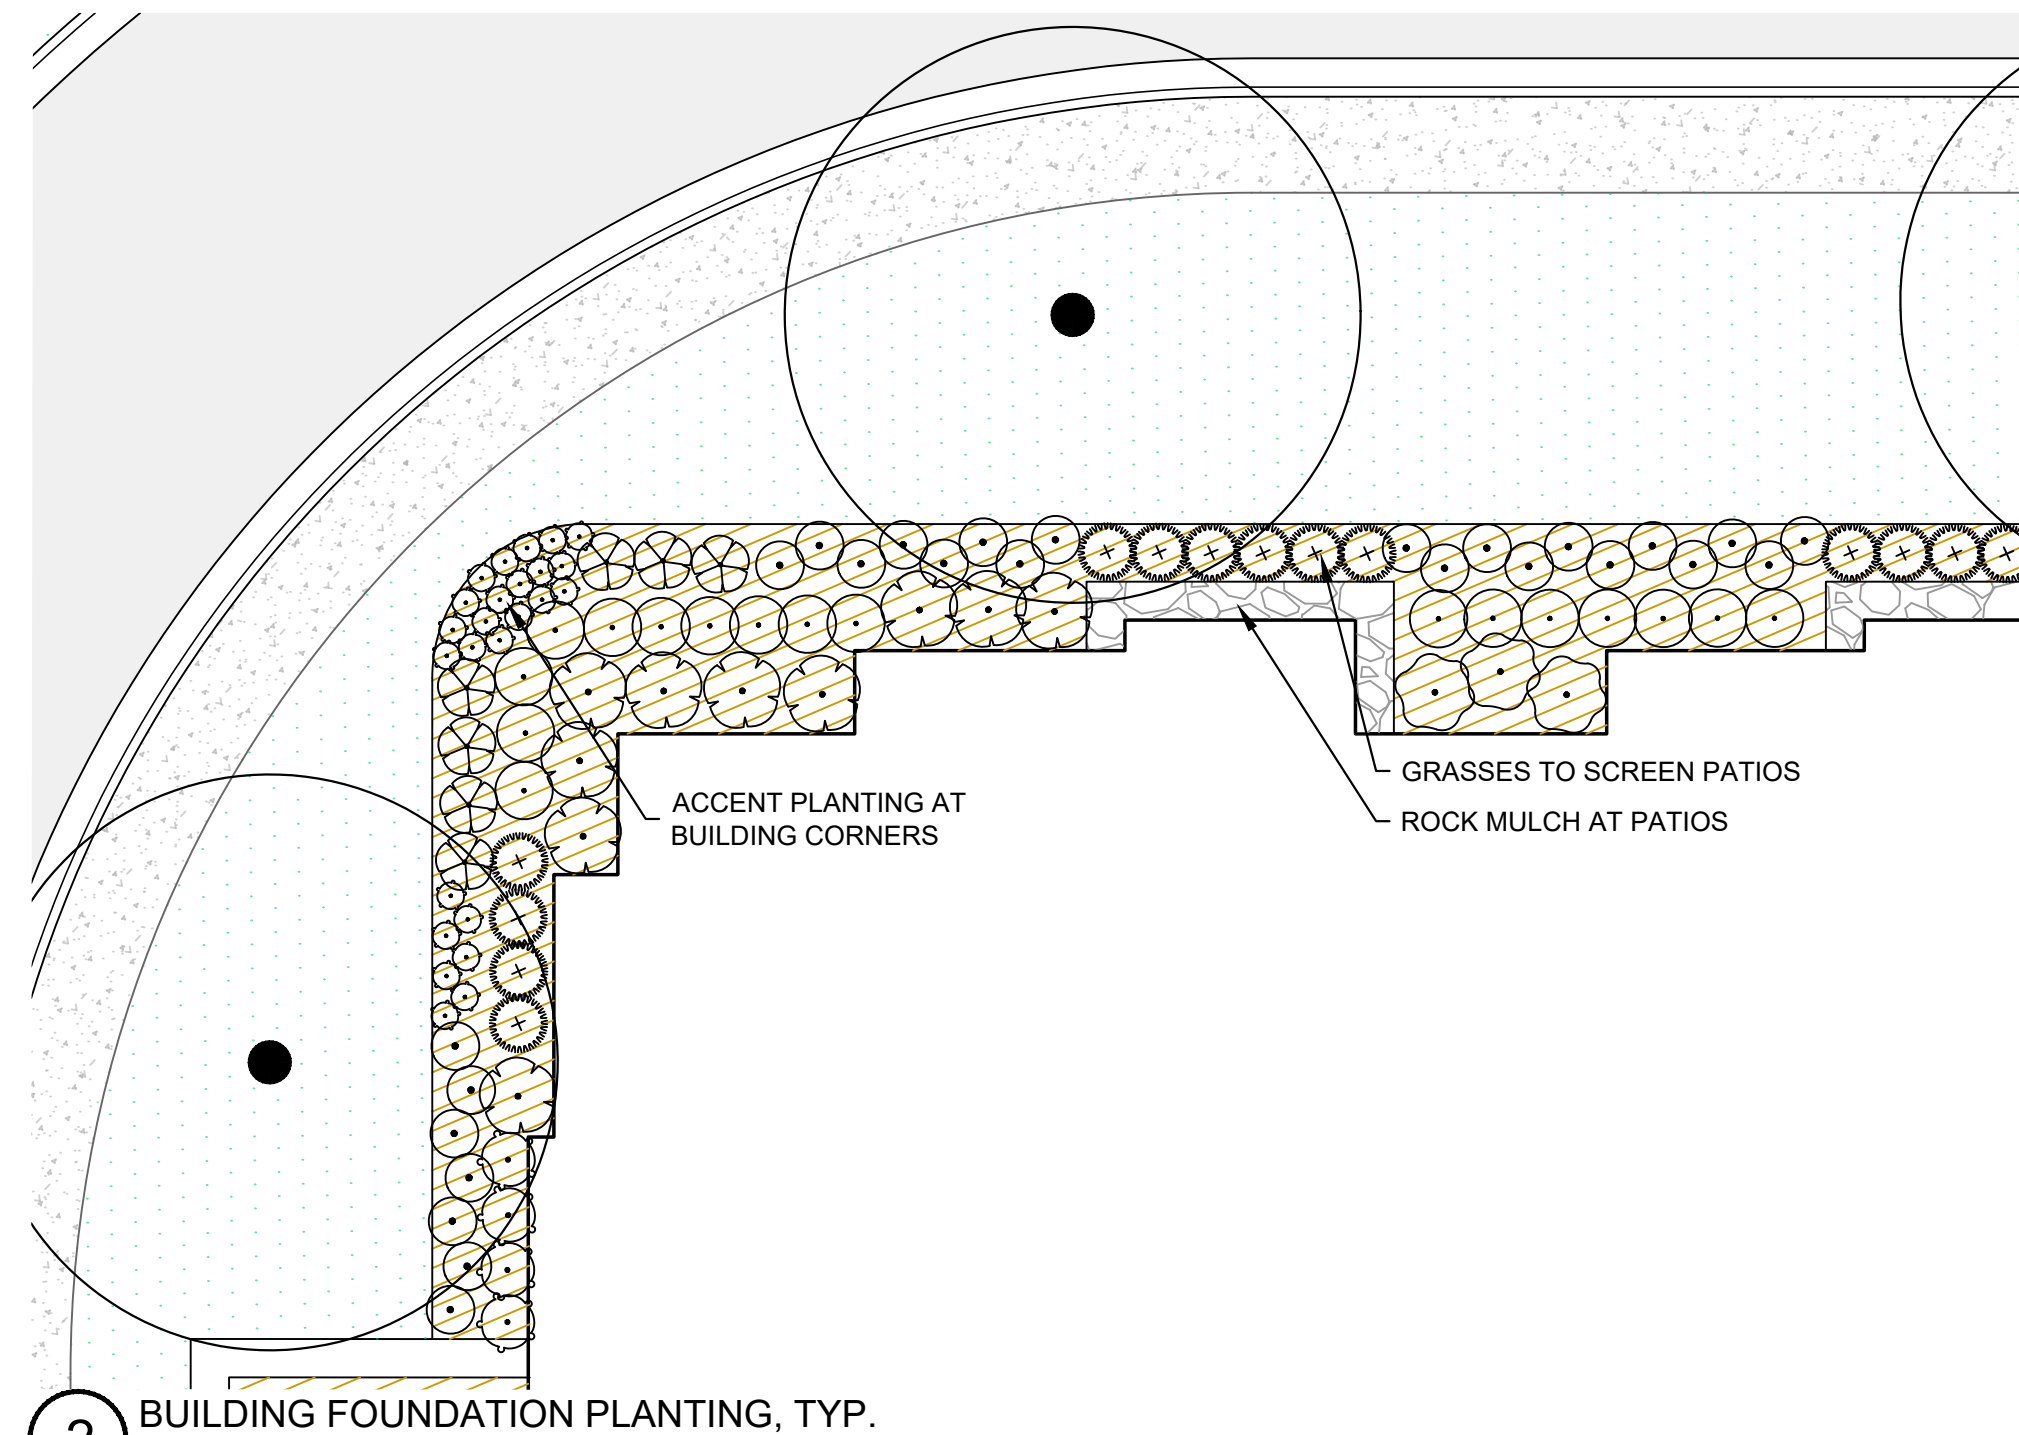 GRASSES TO SCREEN PATIOS
ACCENT PLANTING AT
BUILDING CORNERS
ROCK MULCH AT PATIOS
BUILDING FOUNDATION PLANTING, TYP.